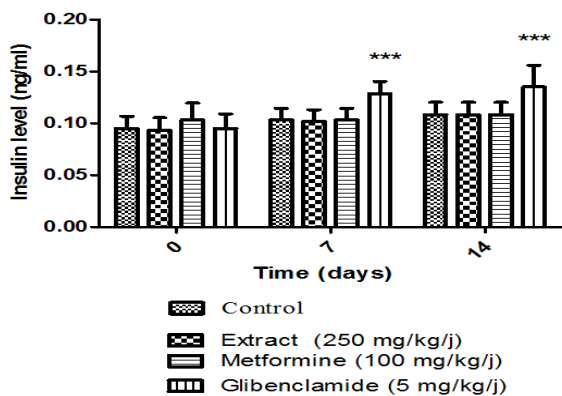 0.20
0.15
0.10
0.05
0.00
Insulin level (ng/ml)
***
***
0
7
14
Time (days)
Control
Extract (250 mg/kg/j)
Metformine (100 mg/kg/j)
Glibenclamide (5 mg/kg/j)